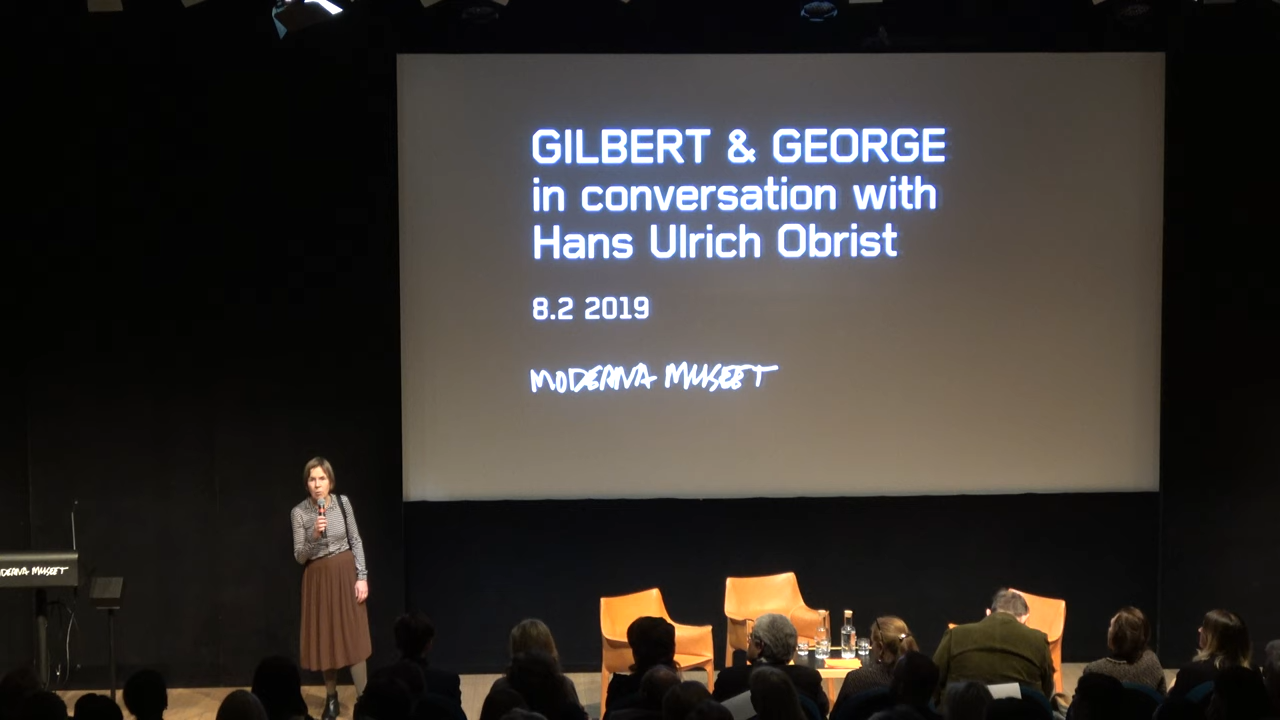 GILBERT & GEORGE
in conversation with
Hans Ulrich Obrist
8.2 2019
MODERNA MUSEET
MODERNA MUSEET